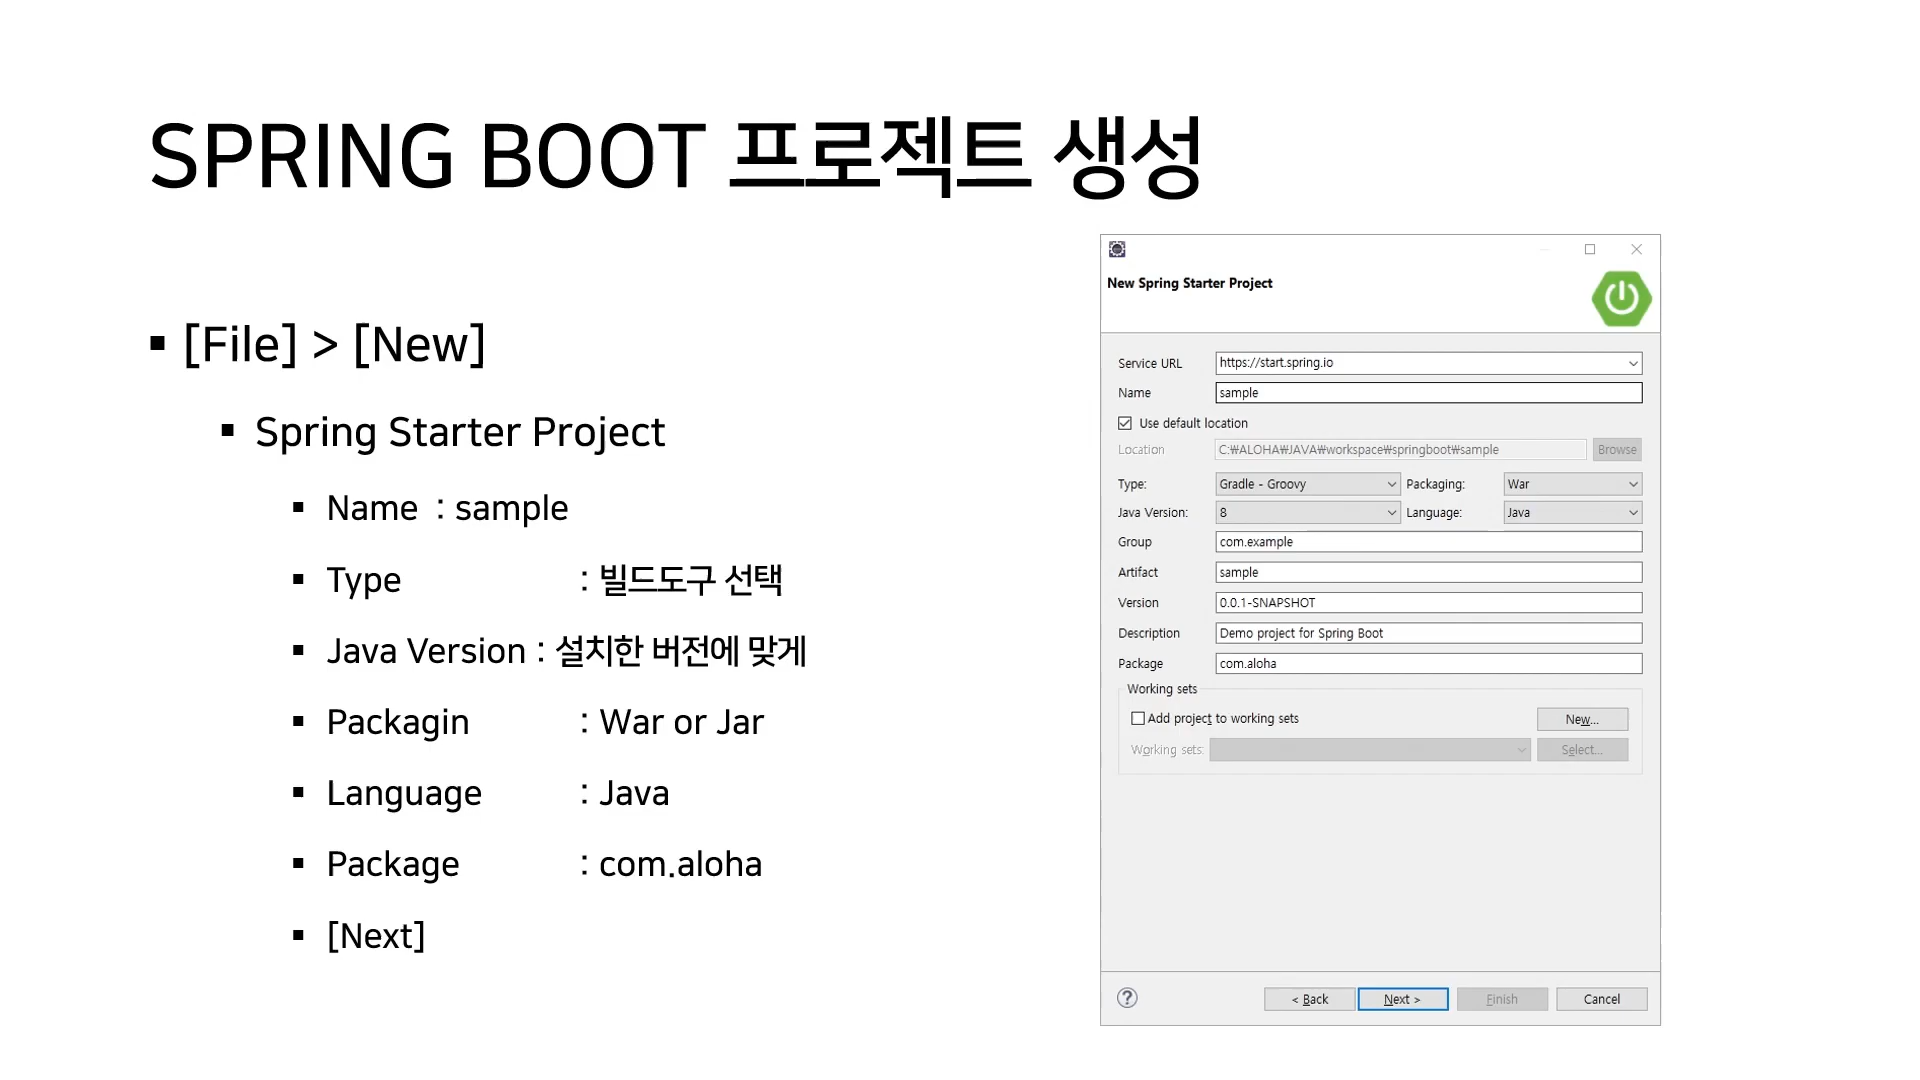 SPRING BOOT 프로젝트 생성
[File] > [New]
Spring Starter Project
Name : sample
Type : 빌드도구 선택
Java Version : 설치한 버전에 맞게
Packagin : War or Jar
Language : Java
Package : com.aloha
[Next]
New Spring Starter Project
Service URL https://start.spring.io
Name sample
Use default location
Location C:₩ALOHA₩JAVA₩workspace₩springboot₩sample Browse
Type: Gradle - Groovy Packaging: War
Java Version: 8 Language: Java
Group com.example
Artifact sample
Version 0.0.1-SNAPSHOT
Description Demo project for Spring Boot
Package com.aloha
Working sets
Add project to working sets New...
Working sets: Select...
? < Back Next > Finish Cancel